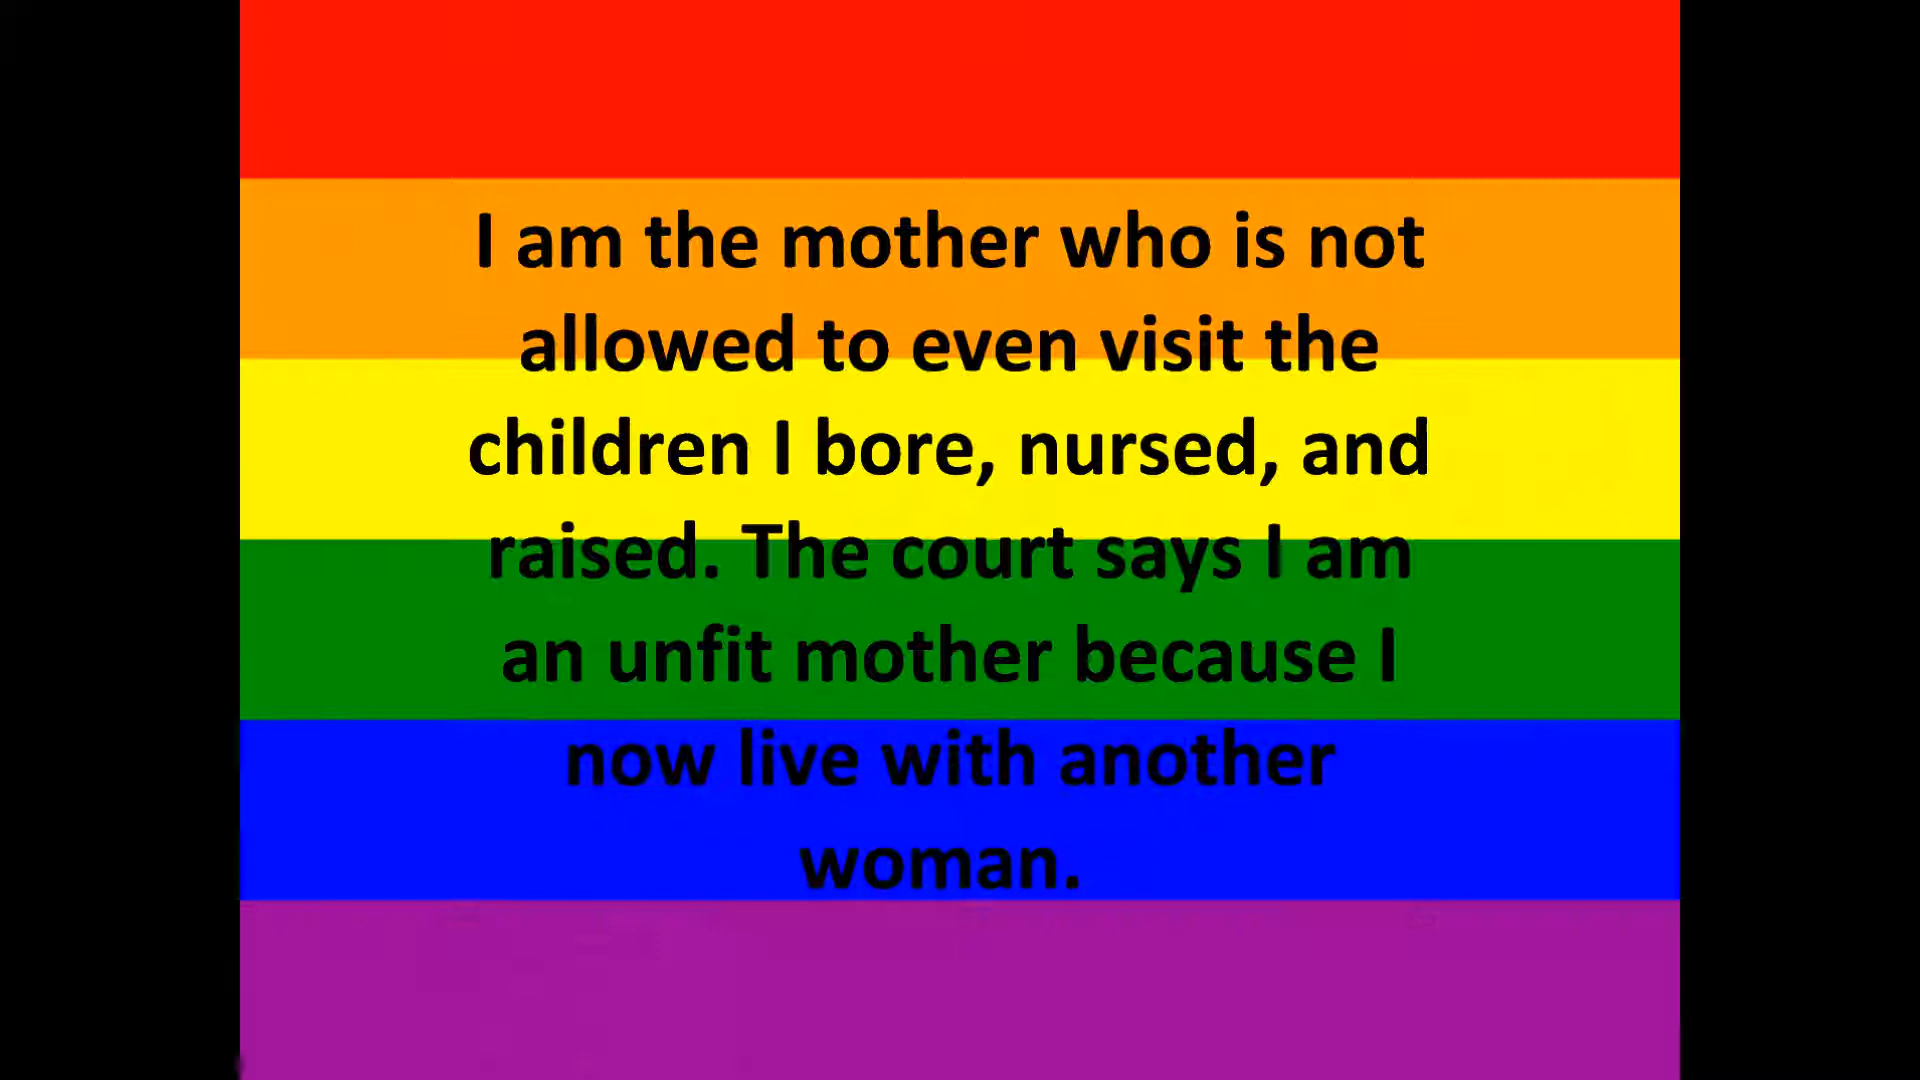 I am the mother who is not
allowed to even visit the
children I bore, nursed, and
raised. The court says I am
an unfit mother because I
now live with another
woman.